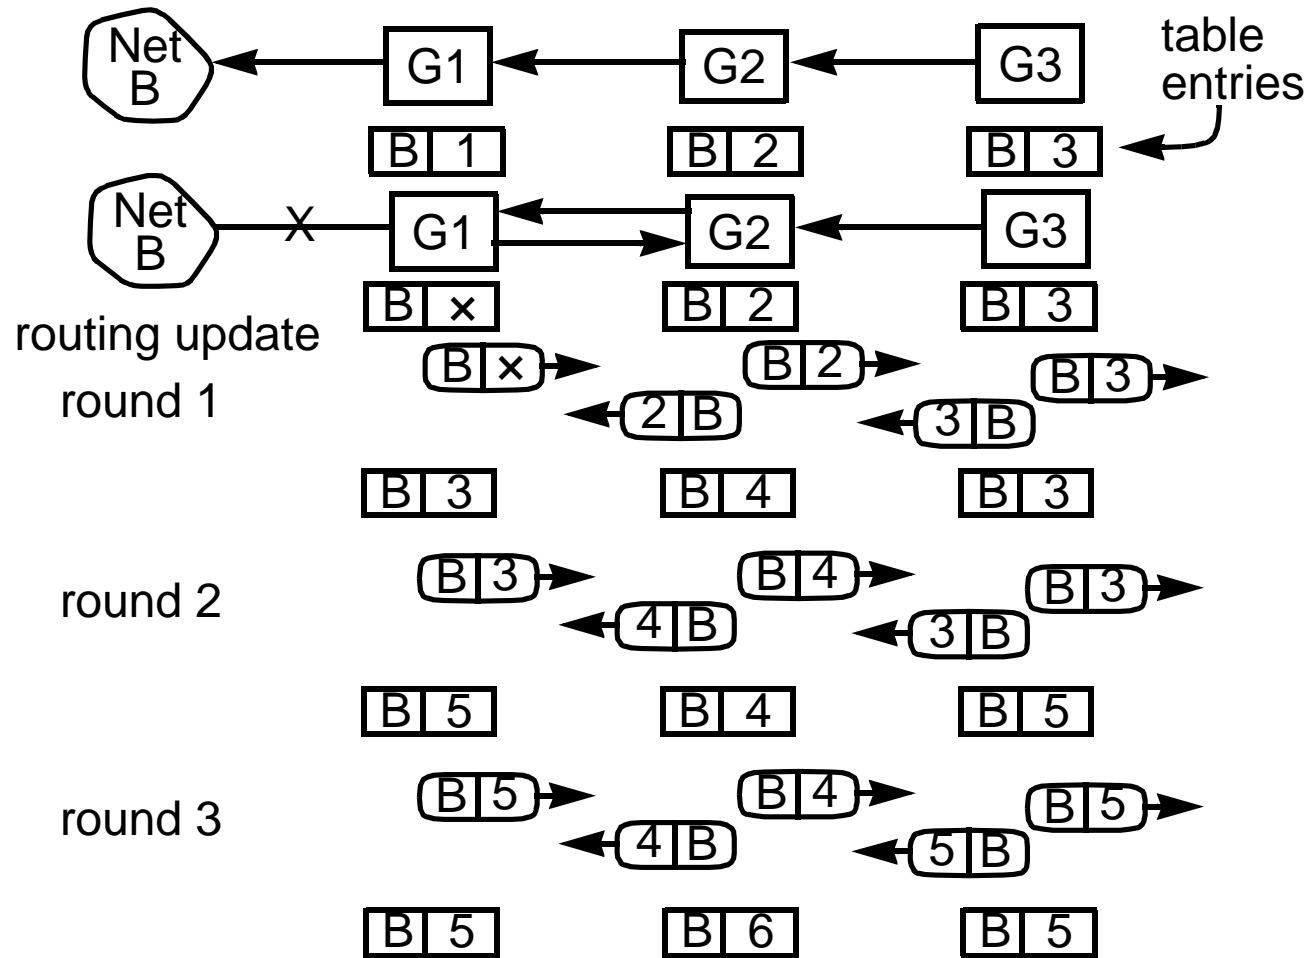 Net B G1 G2 G3 table entries
B 1 B 2 B 3
Net B X G1 G2 G3
B × B 2 B 3
routing update
round 1
B × B 2 B 3
2 B 3 B
B 3 B 4 B 3
round 2
B 3 B 4 B 3
4 B 3 B
B 5 B 4 B 5
round 3
B 5 B 4 B 5
4 B 5 B
B 5 B 6 B 5